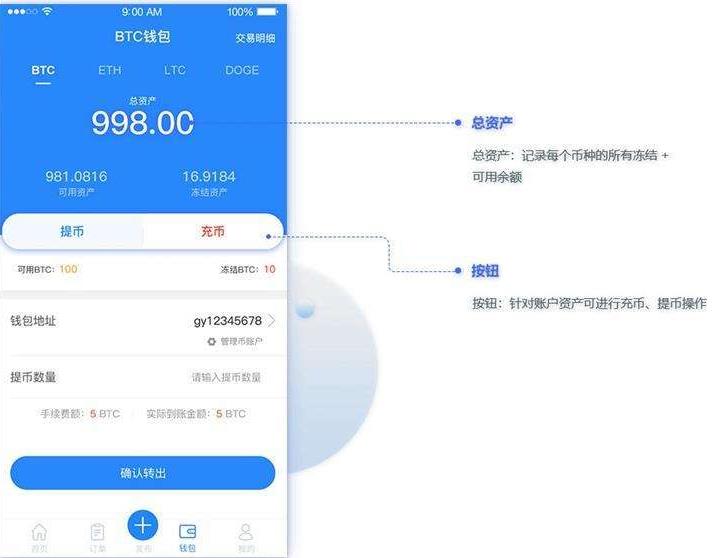 9:00 AM
100%
BTC钱包
交易明细
BTC
ETH
LTC
DOGE
总资产
998.00
981.0816
16.9184
可用资产
冻结资产
提币
充币
可用BTC：100
冻结BTC：10
钱包地址
gy12345678
管理币账户
提币数量
请输入提币数量
手续费额：5 BTC
实际到账金额：5 BTC
确认转出
首页
订单
发布
钱包
我的
总资产
总资产：记录每个币种的所有冻结 +
可用余额
按钮
按钮：针对账户资产可进行充币、提币操作